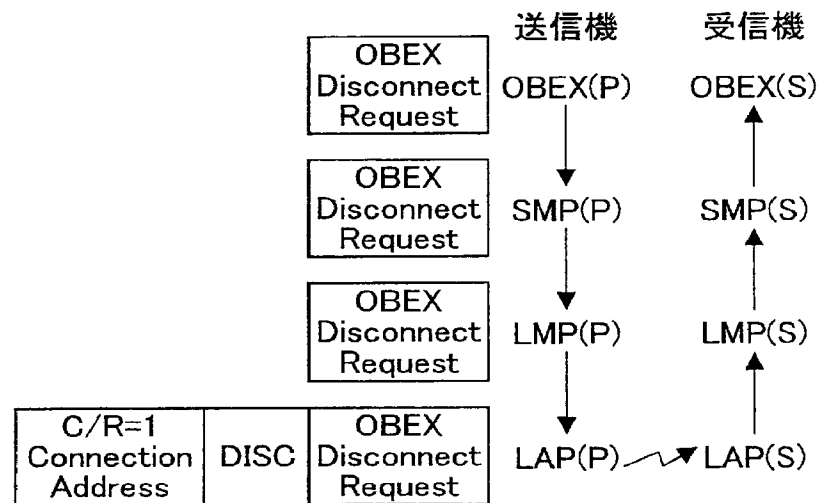 送信機 受信機
OBEX
Disconnect
Request
OBEX(P) OBEX(S)
OBEX
Disconnect
Request
SMP(P) SMP(S)
OBEX
Disconnect
Request
LMP(P) LMP(S)
C/R=1
Connection
Address
DISC
OBEX
Disconnect
Request
LAP(P) LAP(S)